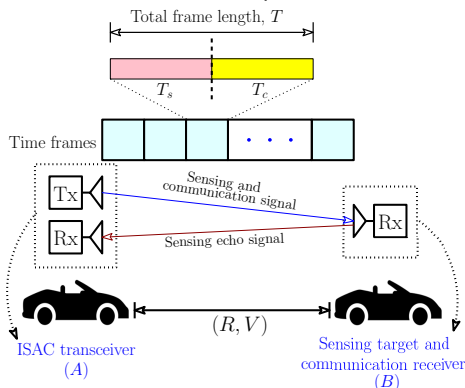 Total frame length, T
T_s
T_c
Time frames
Tx
Sensing and
communication signal
Rx
Rx
Sensing echo signal
(R, V)
ISAC transceiver
(A)
Sensing target and
communication receiver
(B)